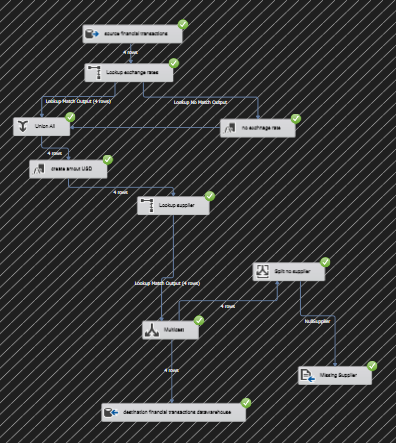 source financial transactions
4 rows
Lookup exchange rates
Lookup Match Output (4 rows)
Lookup No Match Output
Union All
no exchnage rate
4 rows
create amout USD
4 rows
Lookup supplier
Split no supplier
Lookup Match Output (4 rows)
4 rows
NullSupplier
Multicast
4 rows
Missing Supplier
destination financial transactions datawarehouse